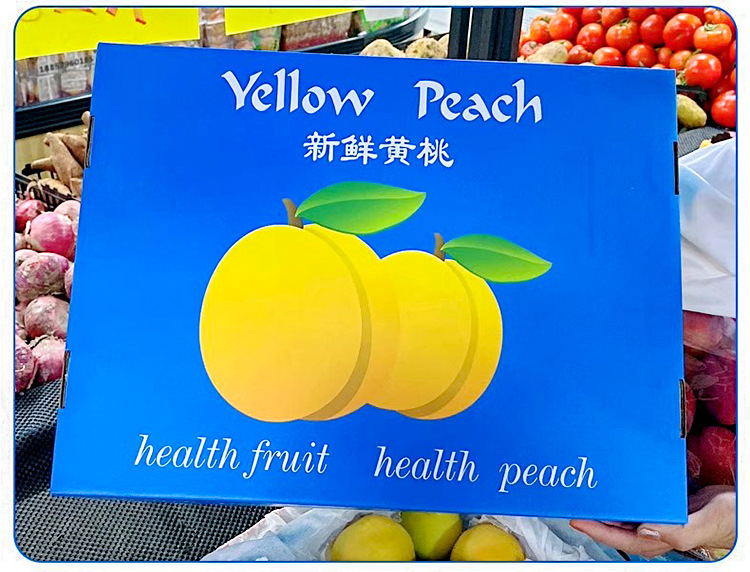 Yellow Peach
新鲜黄桃
health fruit health peach